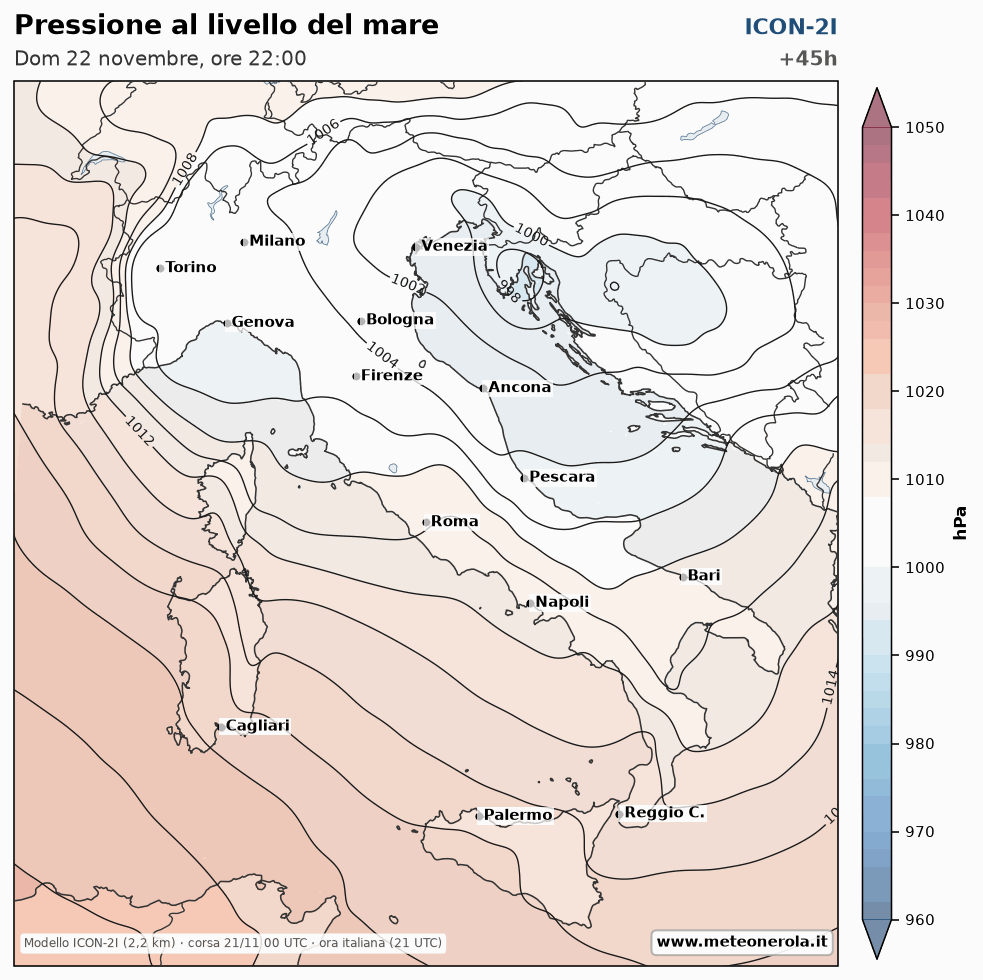 Pressione al livello del mare
ICON-2I
Dom 22 novembre, ore 22:00
+45h
1006
1008
1000
Milano
Venezia
Torino
1002
998
Genova
Bologna
1004
Firenze
Ancona
1012
Pescara
Roma
Bari
Napoli
1014
Cagliari
Palermo
Reggio C.
10
Modello ICON-2I (2,2 km) · corsa 21/11 00 UTC · ora italiana (21 UTC)
www.meteonerola.it
1050
1040
1030
1020
1010
1000
990
980
970
960
hPa